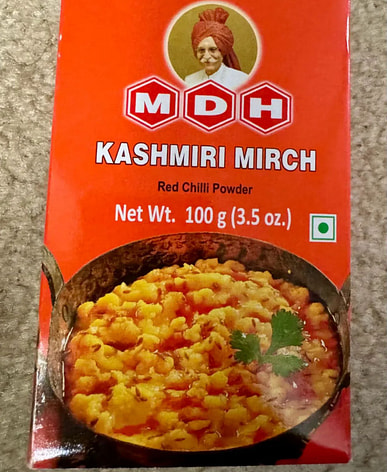 MDH
KASHMIRI MIRCH
Red Chilli Powder
Net Wt. 100 g (3.5 oz.)